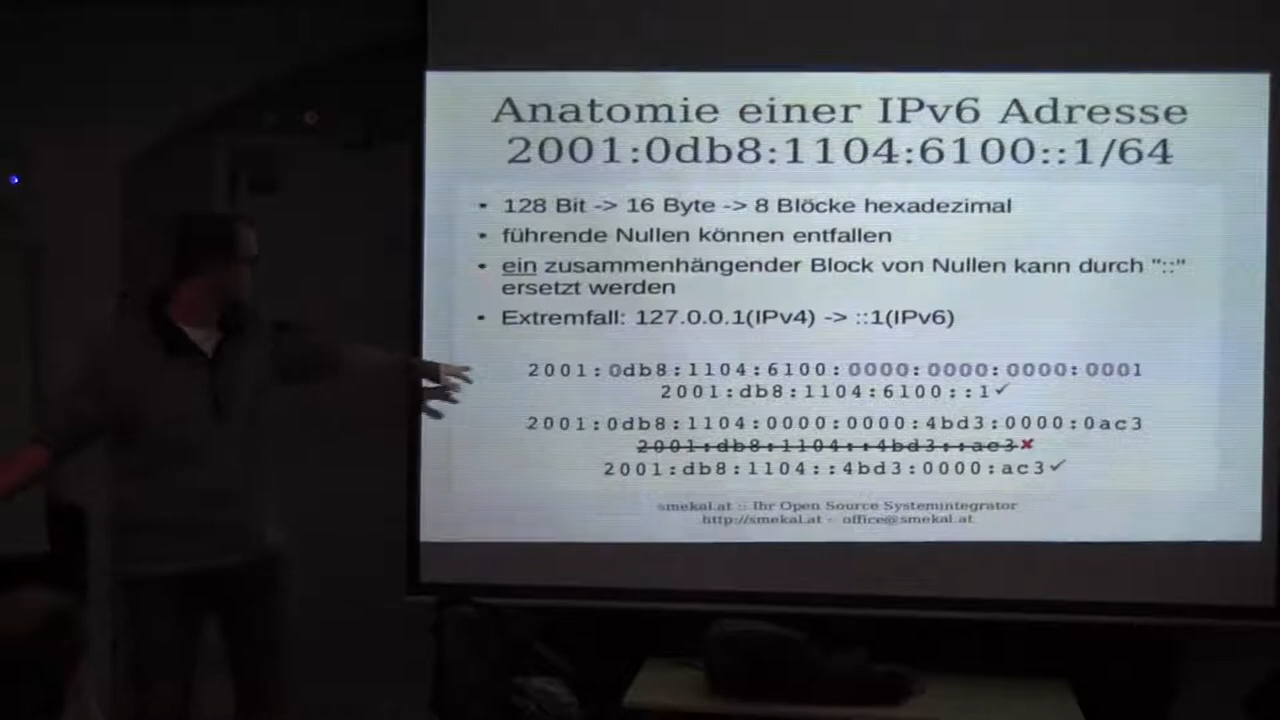 Anatomie einer IPv6 Adresse
2001:0db8:1104:6100::1/64
• 128 Bit -> 16 Byte -> 8 Blöcke hexadezimal
• führende Nullen können entfallen
• ein zusammenhängender Block von Nullen kann durch "::"
ersetzt werden
• Extremfall: 127.0.0.1(IPv4) -> ::1(IPv6)
2001:0db8:1104:6100:0000:0000:0000:0001
2001:db8:1104:6100::1✓
2001:0db8:1104:0000:0000:4bd3:0000:0ac3
2001:db8:1104::4bd3::ac3✗
2001:db8:1104::4bd3:0000:ac3✓
smekal.at :: Ihr Open Source Systemintegrator
http://smekal.at - office@smekal.at